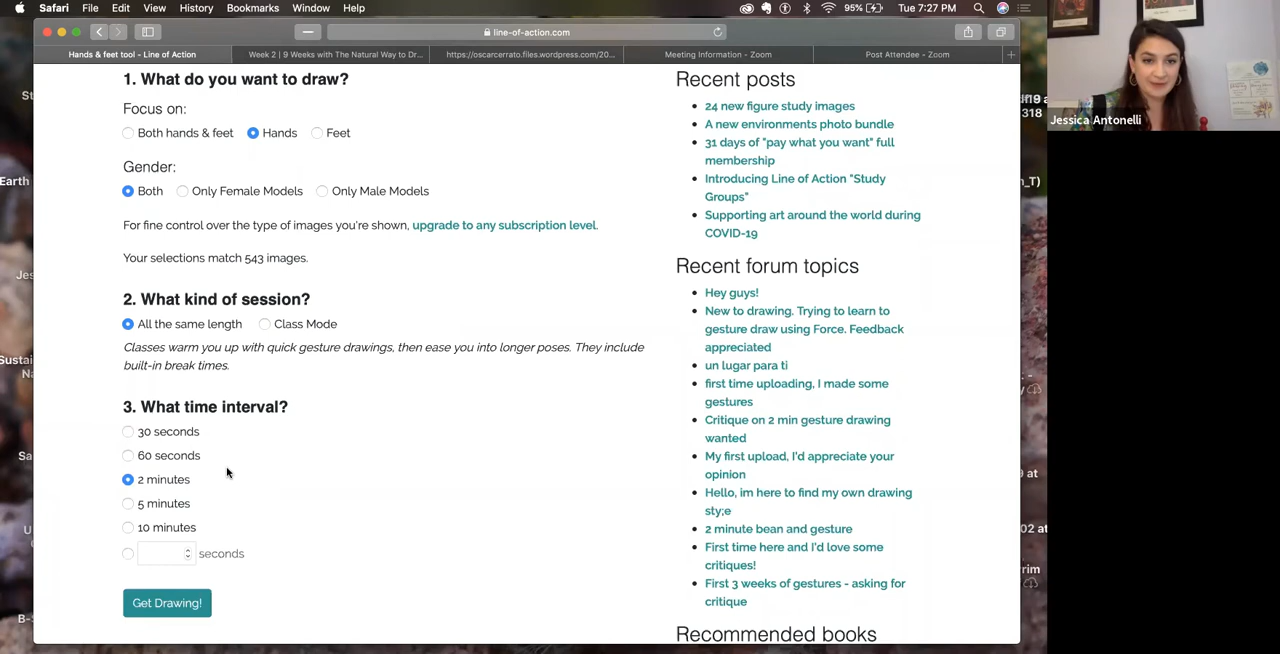 Safari File Edit View History Bookmarks Window Help
95% Tue 7:27 PM
line-of-action.com
Hands & feet tool - Line of Action
Week 2 | 9 Weeks with The Natural Way to Dr...
https://oscarcerrato.files.wordpress.com/20...
Meeting Information - Zoom
Post Attendee - Zoom
1. What do you want to draw?
Focus on:
Both hands & feet Hands Feet
Gender:
Both Only Female Models Only Male Models
For fine control over the type of images you're shown, upgrade to any subscription level.
Your selections match 543 images.
2. What kind of session?
All the same length Class Mode
Classes warm you up with quick gesture drawings, then ease you into longer poses. They include
built-in break times.
3. What time interval?
30 seconds
60 seconds
2 minutes
5 minutes
10 minutes
seconds
Get Drawing!
Recent posts
24 new figure study images
A new environments photo bundle
31 days of "pay what you want" full
membership
Introducing Line of Action "Study
Groups"
Supporting art around the world during
COVID-19
Recent forum topics
Hey guys!
New to drawing. Trying to learn to
gesture draw using Force. Feedback
appreciated
un lugar para ti
first time uploading, I made some
gestures
Critique on 2 min gesture drawing
wanted
My first upload, I'd appreciate your
opinion
Hello, im here to find my own drawing
sty;e
2 minute bean and gesture
First time here and I'd love some
critiques!
First 3 weeks of gestures - asking for
critique
Recommended books
Jessica Antonelli
Earth
318